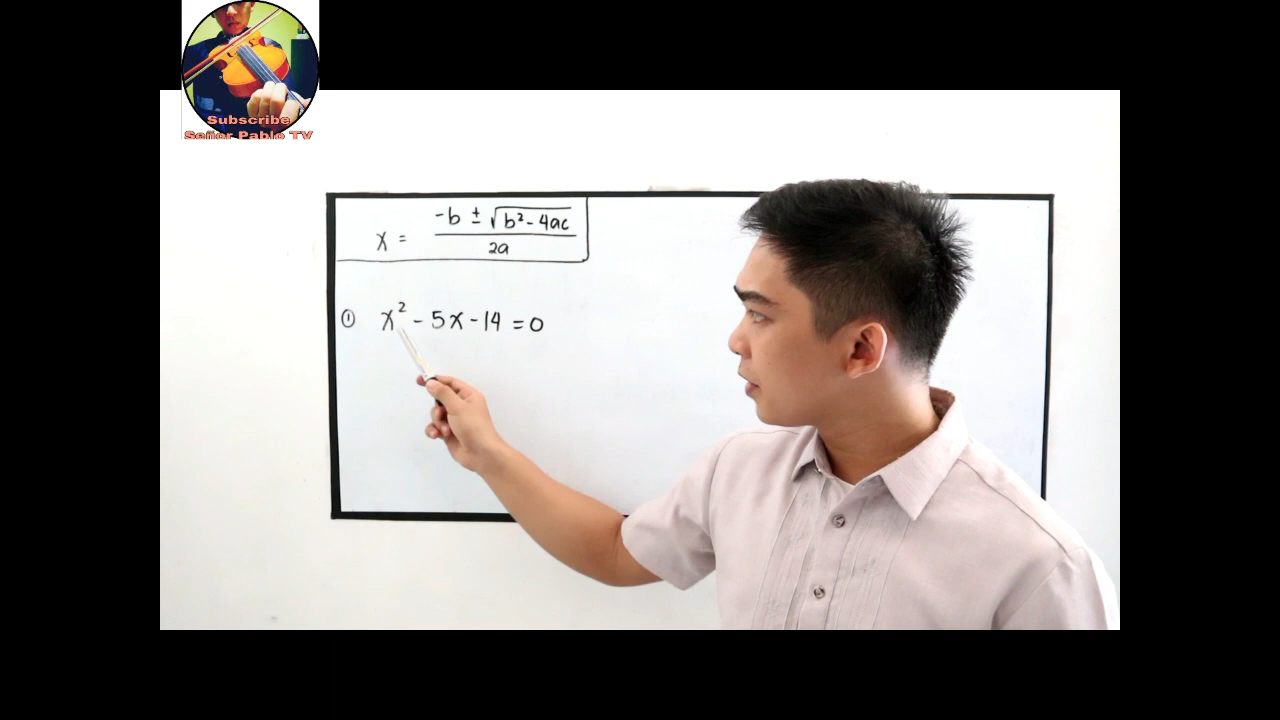 Subscribe
Señor Pablo TV
x = -b ± √b² - 4ac
2a
① x² - 5x - 14 = 0